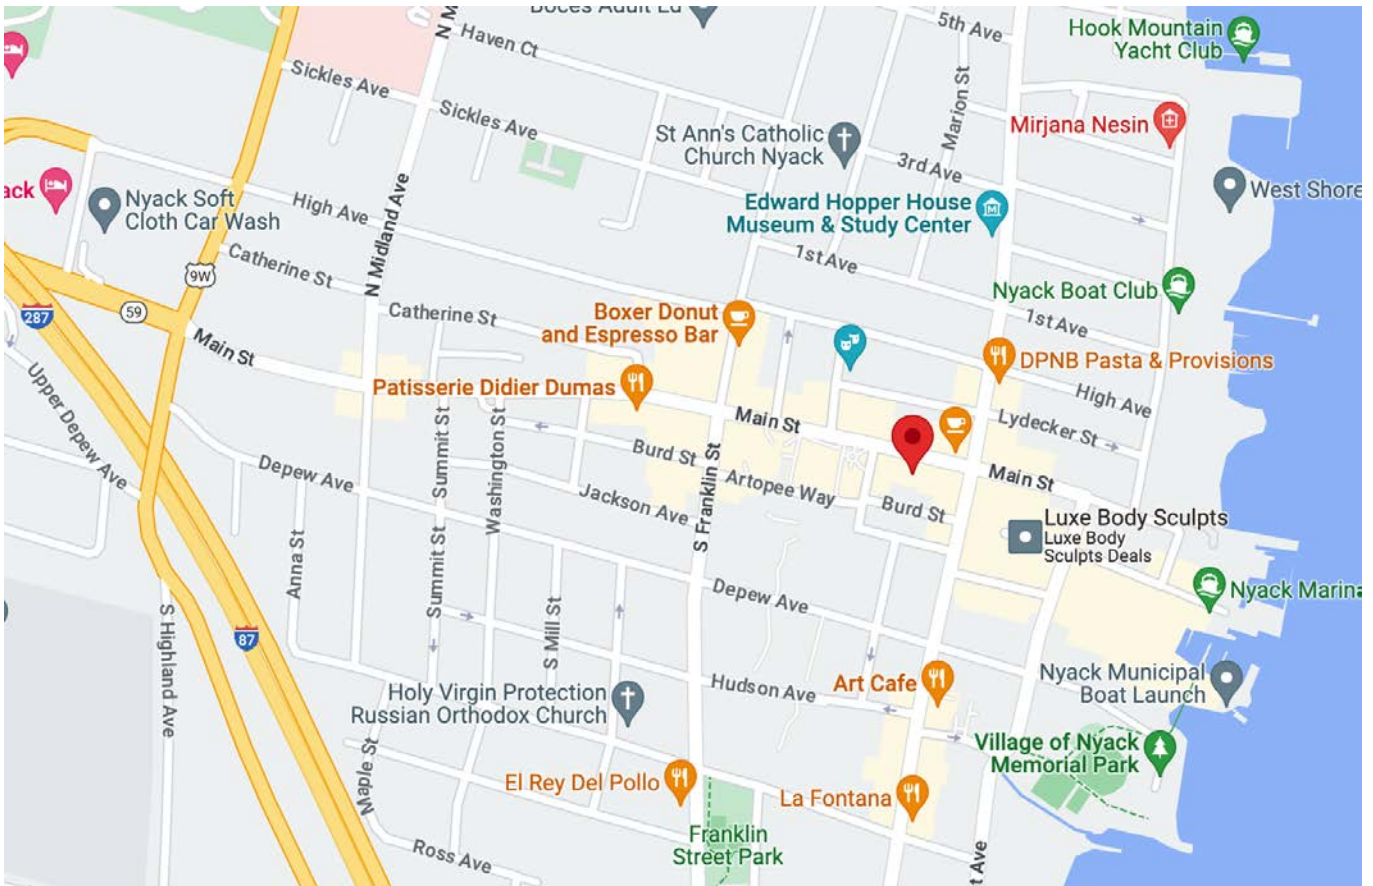 Boces Adult Ed
5th Ave
Hook Mountain
Yacht Club
N M
Haven Ct
Sickles Ave
Sickles Ave
Marion St
Mirjana Nesin
St Ann's Catholic
Church Nyack
3rd Ave
ack
Nyack Soft
Cloth Car Wash
High Ave
N Midland Ave
Edward Hopper House
Museum & Study Center
West Shore
1st Ave
Catherine St
9W
Nyack Boat Club
287
59
Catherine St
Boxer Donut
and Espresso Bar
1st Ave
Main St
DPNB Pasta & Provisions
Upper Depew Ave
Patisserie Didier Dumas
High Ave
Main St
Lydecker St
Summit St
Washington St
Burd St
S Franklin St
Depew Ave
Artopee Way
Main St
Jackson Ave
Burd St
Luxe Body Sculpts
Luxe Body
Sculpts Deals
Anna St
Summit St
S Mill St
Depew Ave
Nyack Marina
S Highland Ave
87
Holy Virgin Protection
Russian Orthodox Church
Hudson Ave
Art Cafe
Nyack Municipal
Boat Launch
Village of Nyack
Memorial Park
Maple St
El Rey Del Pollo
La Fontana
Franklin
Street Park
Ross Ave
t Ave